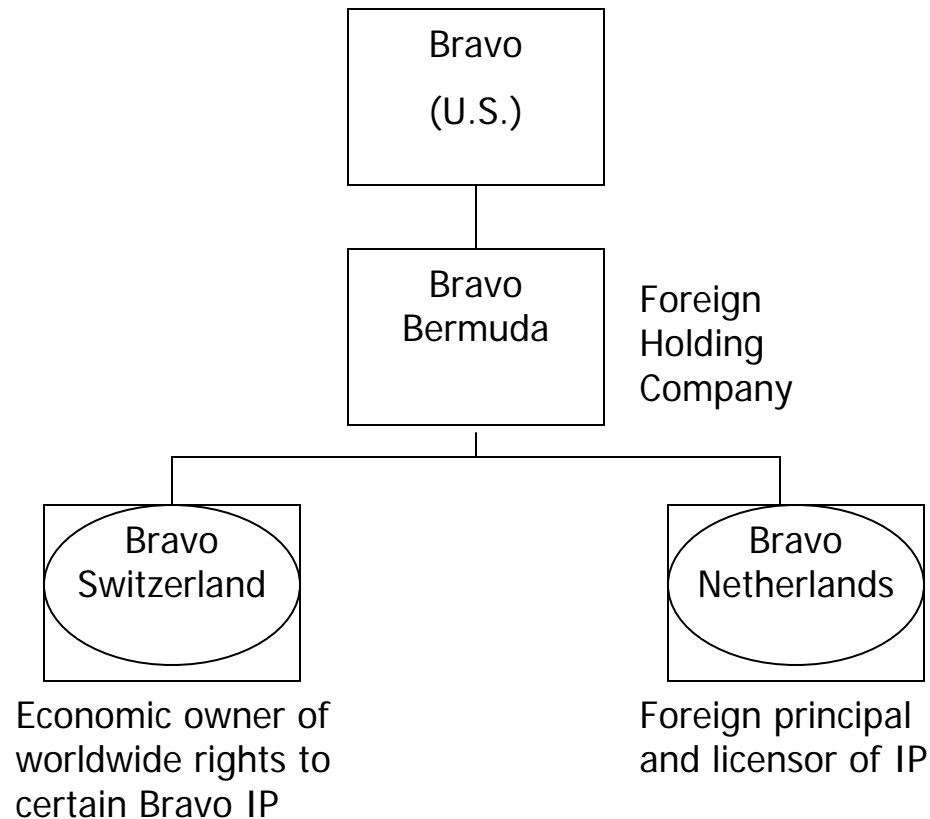 Bravo
(U.S.)
Bravo
Bermuda
Foreign
Holding
Company
Bravo
Switzerland
Bravo
Netherlands
Economic owner of
worldwide rights to
certain Bravo IP
Foreign principal
and licensor of IP